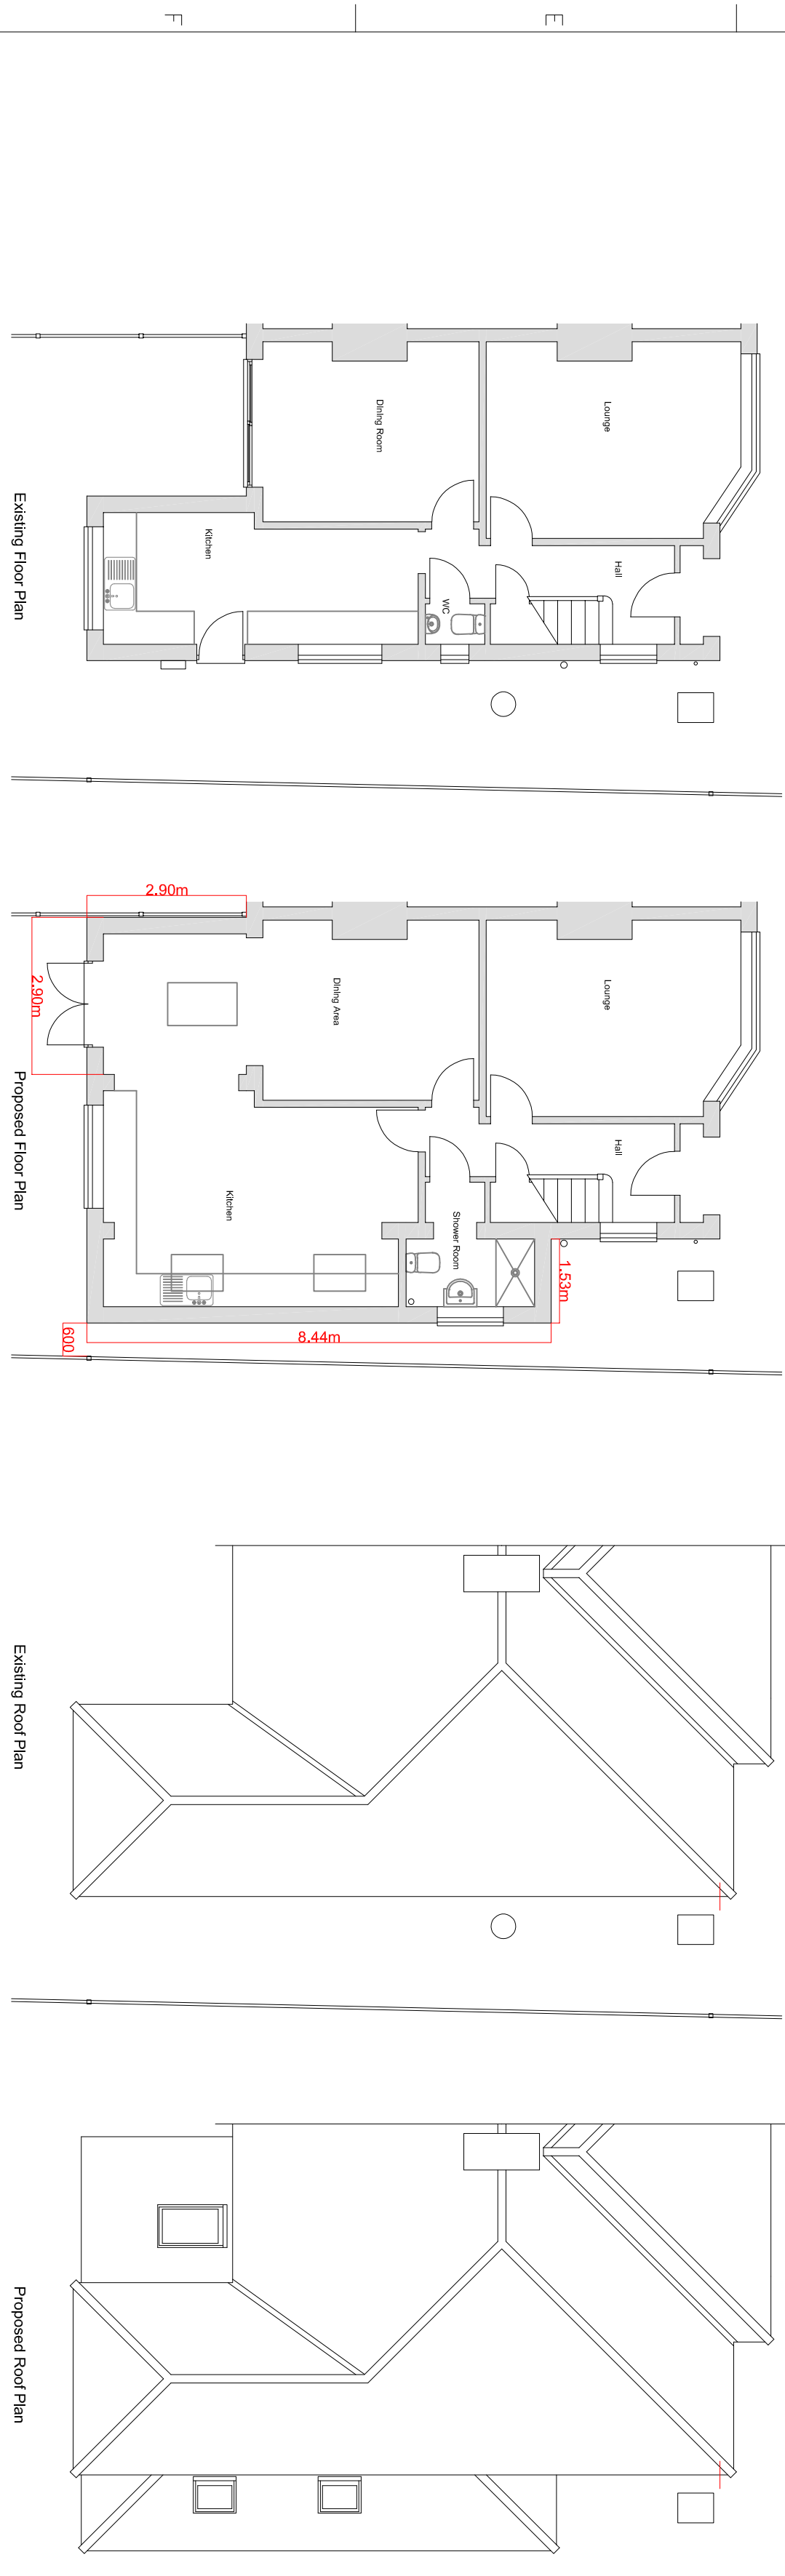 F
E
Lounge
Dining Room
Kitchen
Hall
WC
Existing Floor Plan
2.90m
2.90m
Lounge
Dining Area
Hall
Kitchen
Shower Room
1.53m
8.44m
600
Proposed Floor Plan
Existing Roof Plan
Proposed Roof Plan